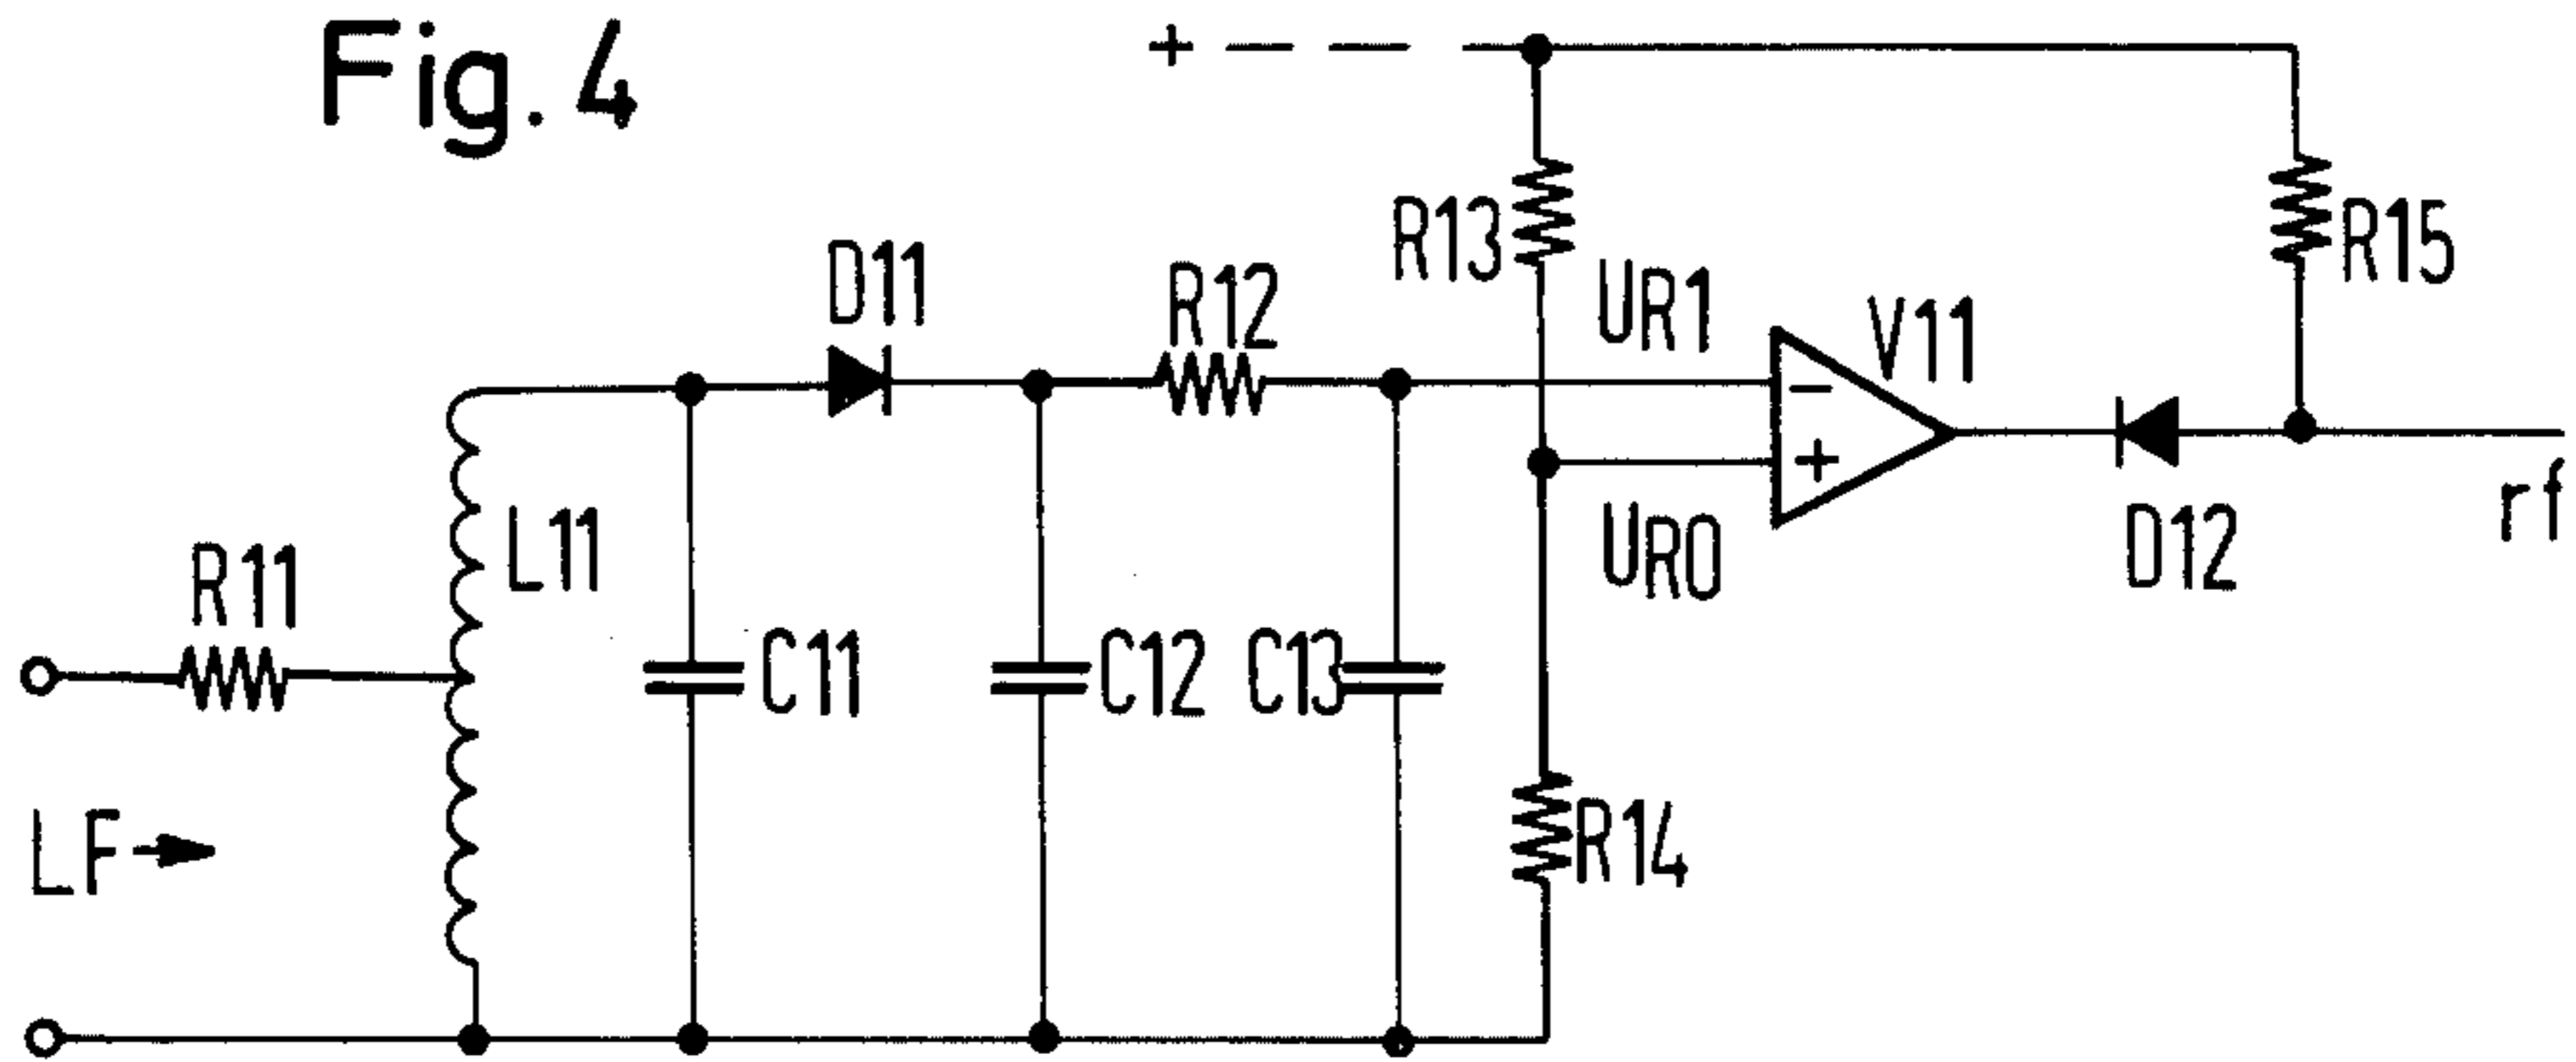 Fig. 4
+
R13
R15
D11
R12
UR1
V11
−
+
rf
L11
UR0
D12
R11
C11
C12
C13
LF
R14